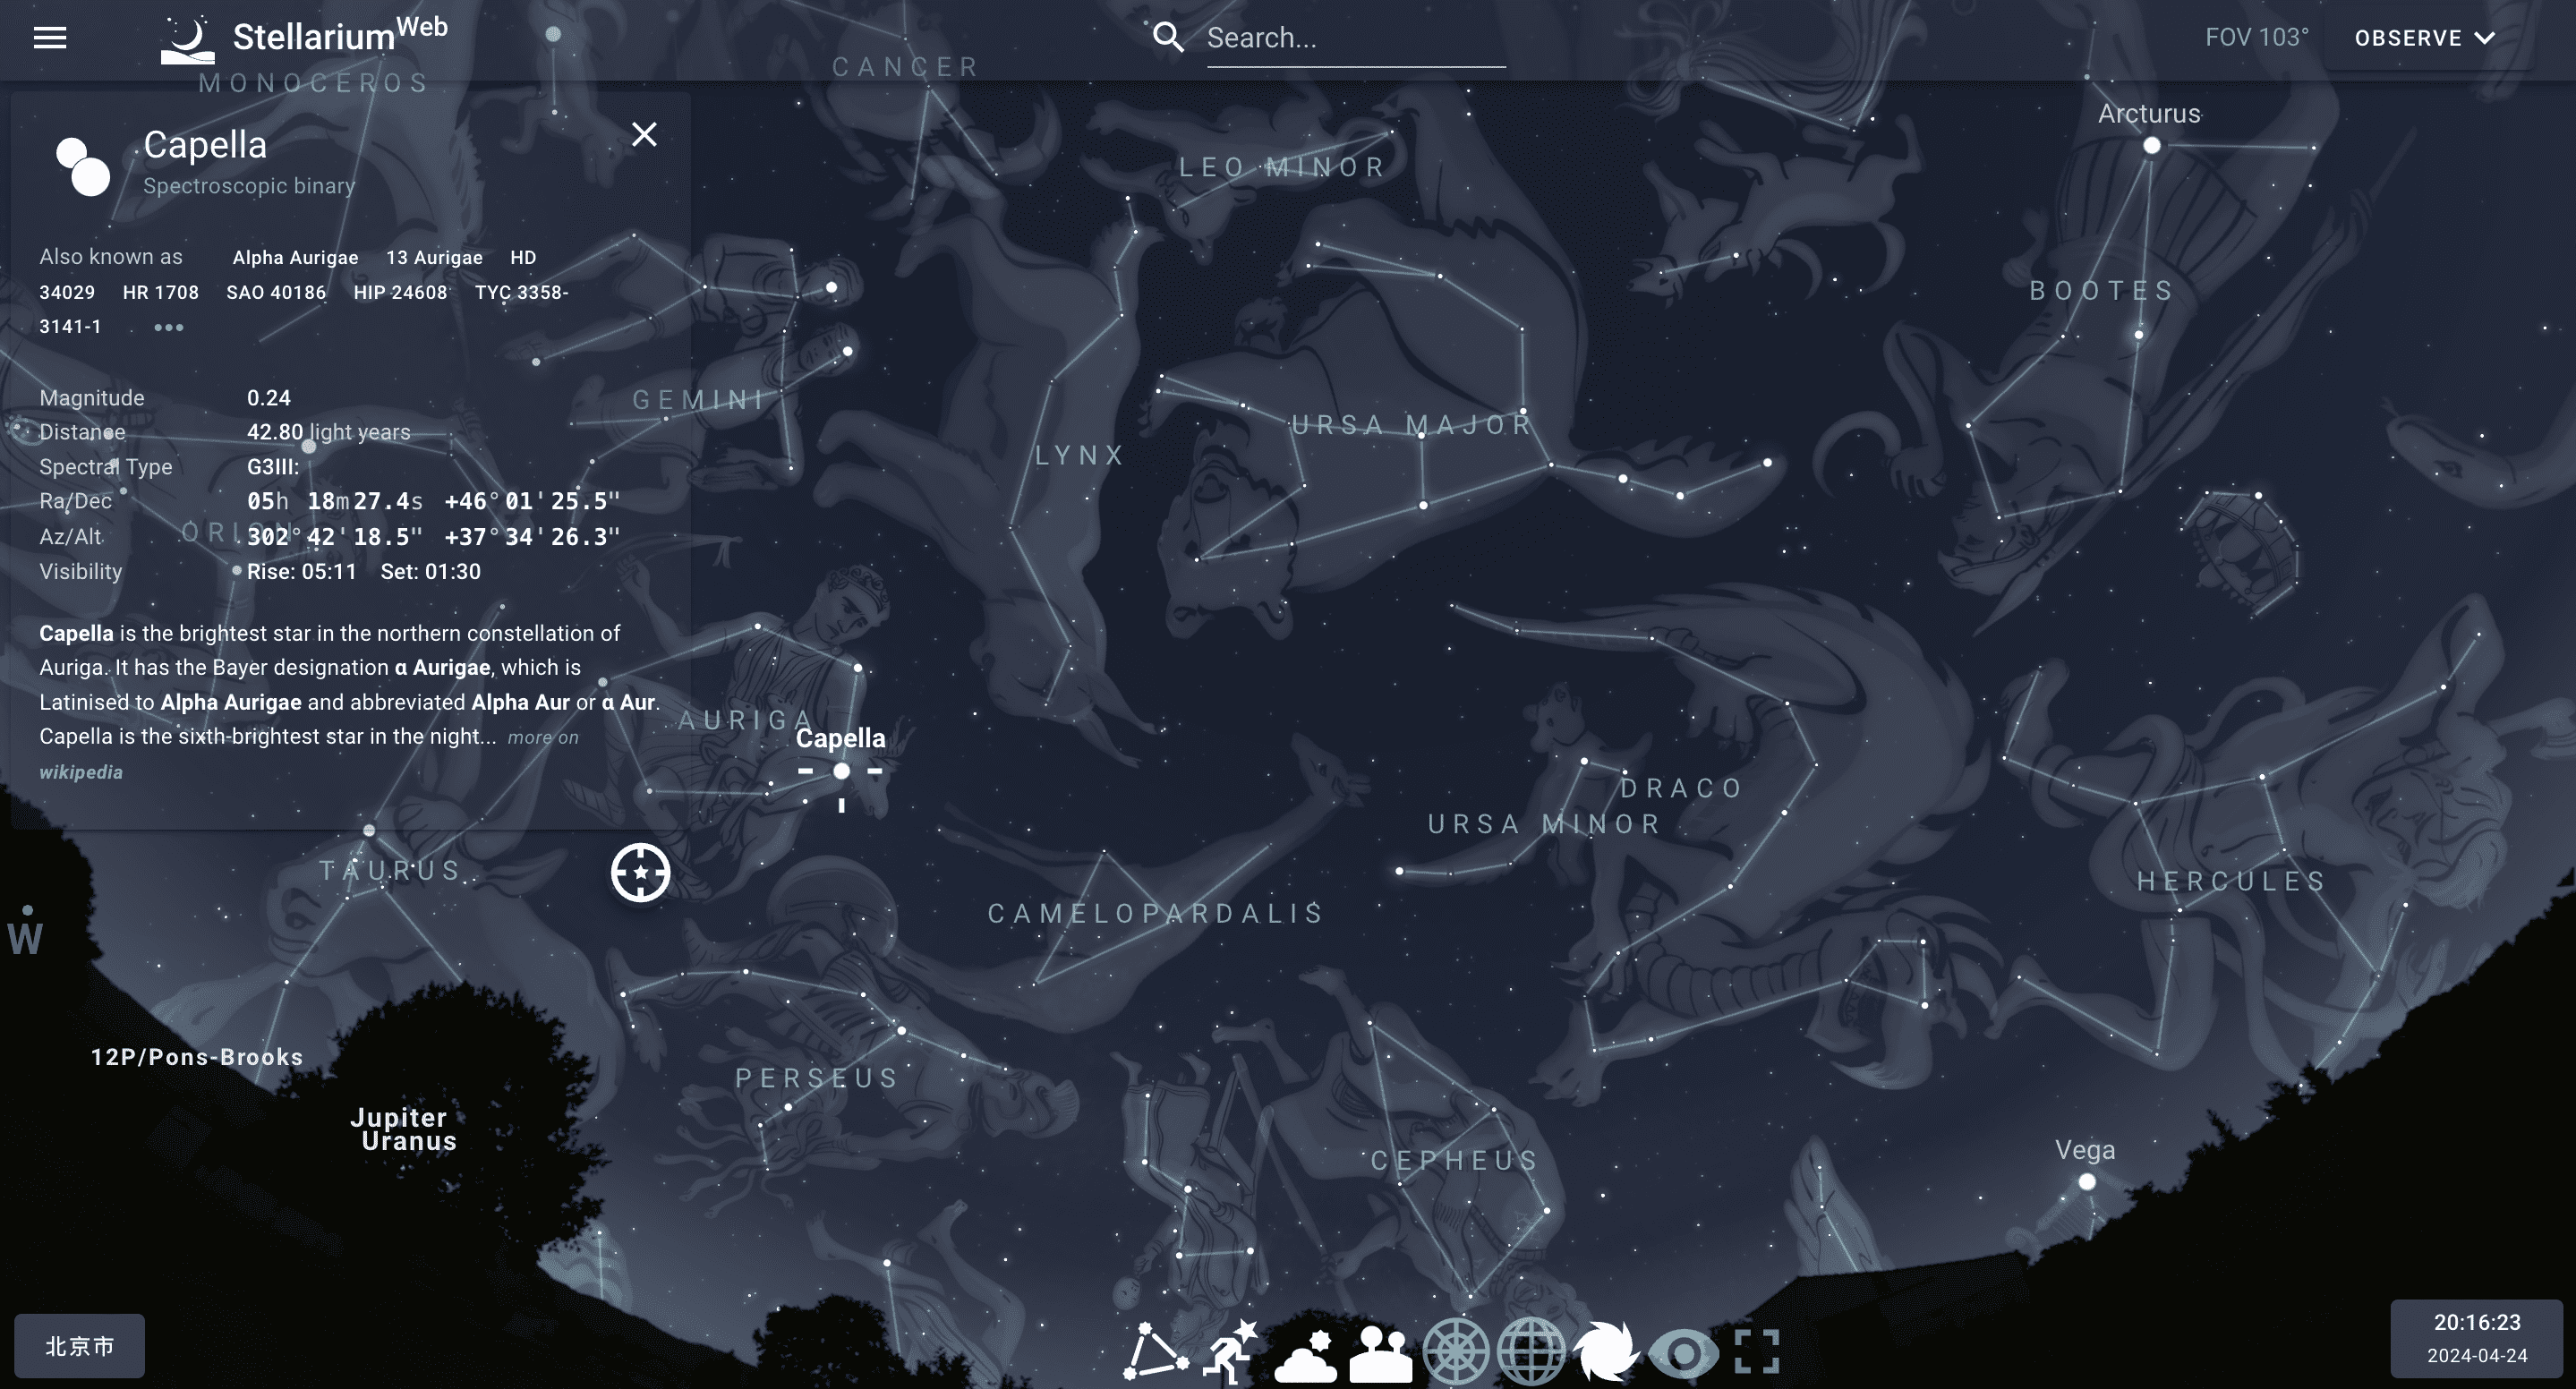 StellariumWeb
Search...
FOV 103°
OBSERVE
MONOCEROS
CANCER
Arcturus
Capella
Spectroscopic binary
LEO MINOR
Also known as Alpha Aurigae 13 Aurigae HD
34029 HR 1708 SAO 40186 HIP 24608 TYC 3358-
3141-1 •••
BOOTES
Magnitude 0.24
Distance 42.80 light years
Spectral Type G3III:
Ra/Dec 05h 18m27.4s +46°01'25.5"
Az/Alt 302°42'18.5" +37°34'26.3"
Visibility Rise: 05:11 Set: 01:30
GEMINI
URSA MAJOR
LYNX
ORION
Capella is the brightest star in the northern constellation of
Auriga. It has the Bayer designation α Aurigae, which is
Latinised to Alpha Aurigae and abbreviated Alpha Aur or α Aur.
Capella is the sixth-brightest star in the night... more on
wikipedia
AURIGA
Capella
DRACO
URSA MINOR
TAURUS
HERCULES
CAMELOPARDALIS
W
12P/Pons-Brooks
PERSEUS
Jupiter
Uranus
CEPHEUS
Vega
北京市
20:16:23
2024-04-24